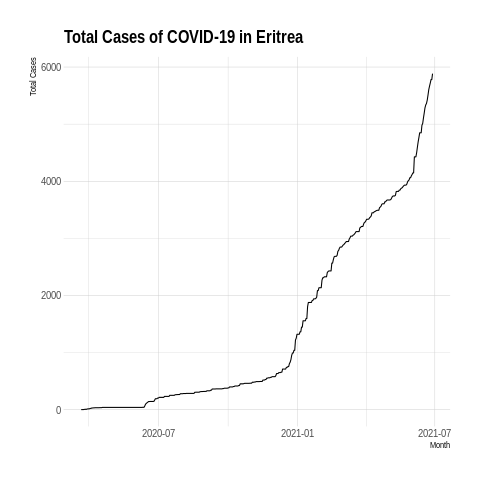 Total Cases of COVID-19 in Eritrea
Total Cases
6000
4000
2000
0
2020-07 2021-01 2021-07
Month